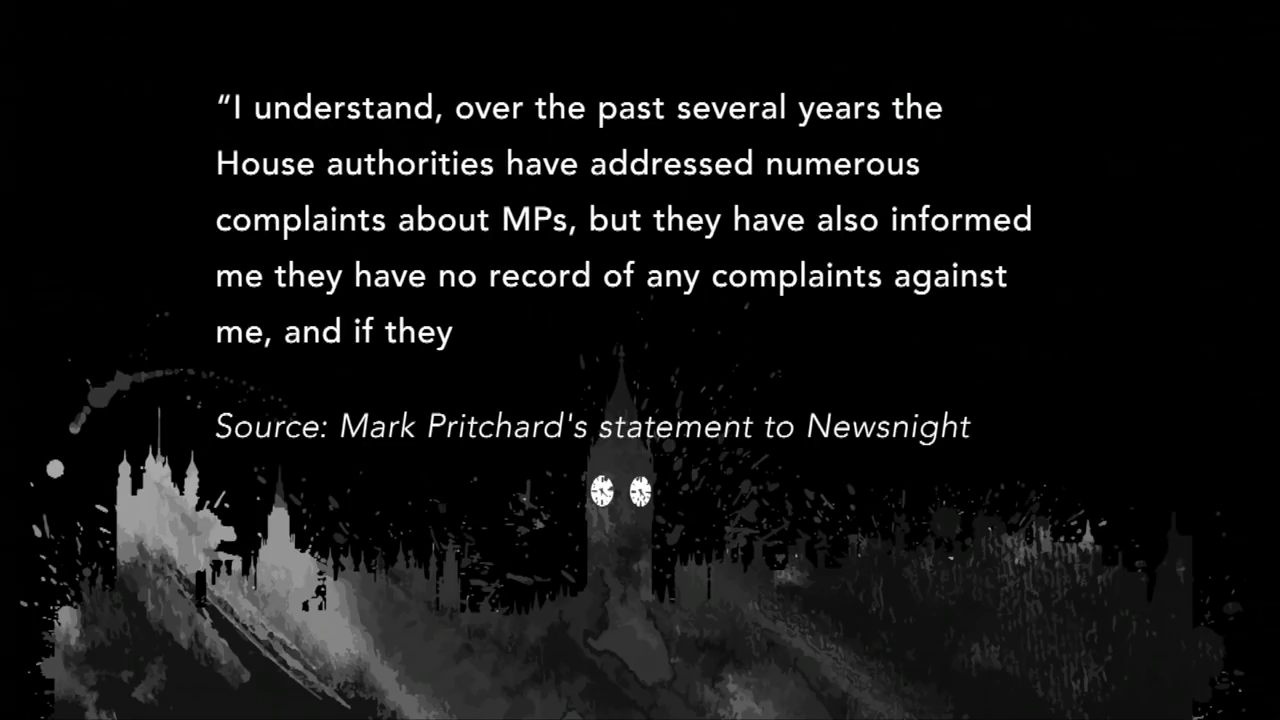 “I understand, over the past several years the
House authorities have addressed numerous
complaints about MPs, but they have also informed
me they have no record of any complaints against
me, and if they
Source: Mark Pritchard's statement to Newsnight